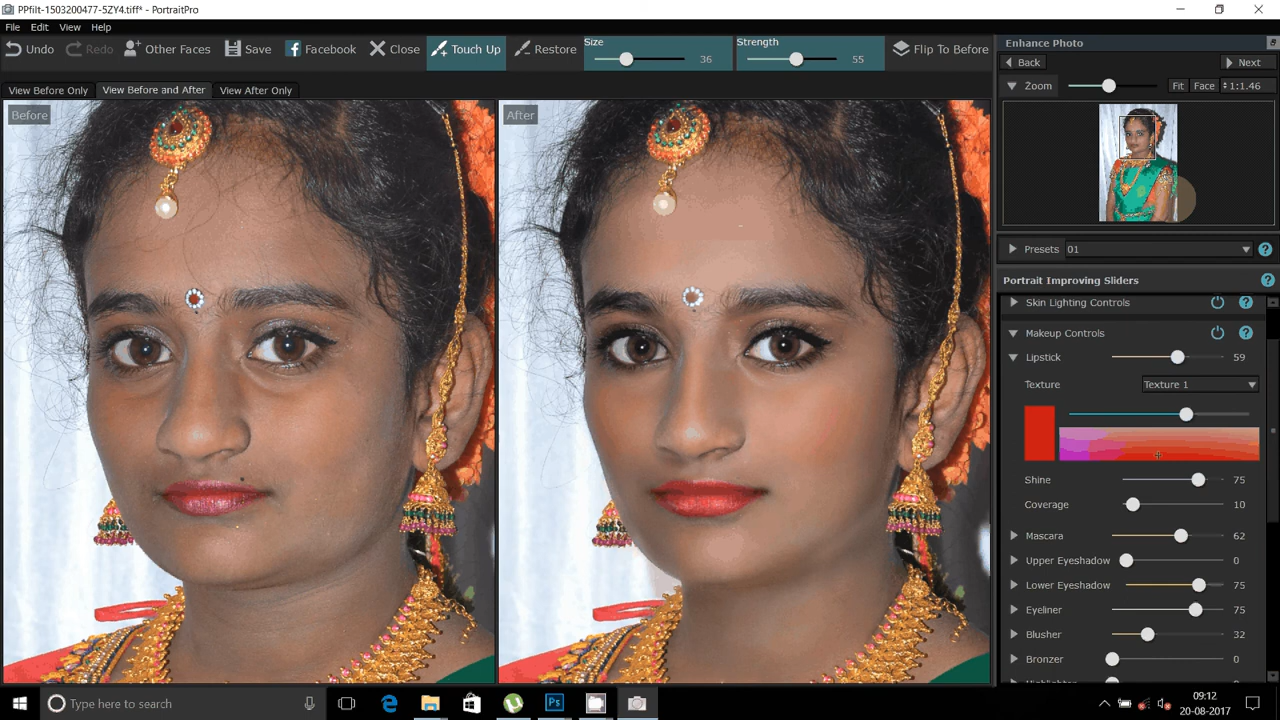 PPfilt-1503200477-5ZY4.tiff* - PortraitPro
File Edit View Help
Undo Redo Other Faces Save Facebook Close Touch Up Restore Size 36 Strength 55 Flip To Before
View Before Only View Before and After View After Only
Before
After
Enhance Photo
Back Next
Zoom Fit Face 1:1.46
Presets 01
Portrait Improving Sliders
Skin Lighting Controls
Makeup Controls
Lipstick 59
Texture Texture 1
Shine 75
Coverage 10
Mascara 62
Upper Eyeshadow 0
Lower Eyeshadow 75
Eyeliner 75
Blusher 32
Bronzer 0
Type here to search
Ps
09:12
20-08-2017